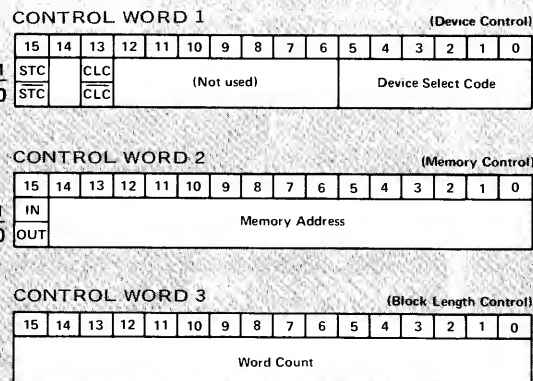 CONTROL WORD 1 (Device Control)
15 14 13 12 11 10 9 8 7 6 5 4 3 2 1 0
1 STC CLC
(Not used) Device Select Code
0 S̅T̅C̅ C̅L̅C̅
CONTROL WORD 2 (Memory Control)
15 14 13 12 11 10 9 8 7 6 5 4 3 2 1 0
1 IN
Memory Address
0 OUT
CONTROL WORD 3 (Block Length Control)
15 14 13 12 11 10 9 8 7 6 5 4 3 2 1 0
Word Count